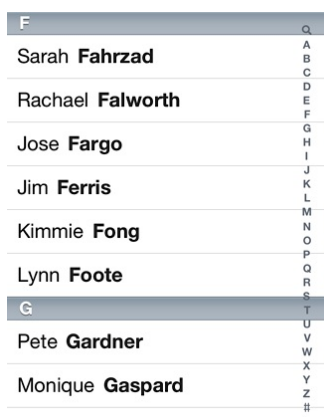 F
Sarah Fahrzad
Rachael Falworth
Jose Fargo
Jim Ferris
Kimmie Fong
Lynn Foote
G
Pete Gardner
Monique Gaspard
A
B
C
D
E
F
G
H
I
J
K
L
M
N
O
P
Q
R
S
T
U
V
W
X
Y
Z
#